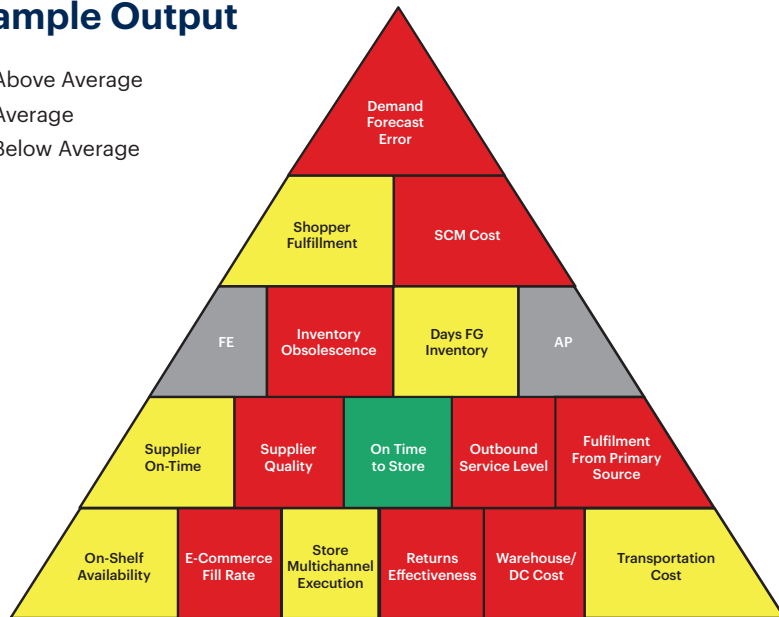 ample Output
Above Average
Average
Below Average
Demand
Forecast
Error
Shopper
Fulfillment
SCM Cost
FE
Inventory
Obsolescence
Days FG
Inventory
AP
Supplier
On-Time
Supplier
Quality
On Time
to Store
Outbound
Service Level
Fulfilment
From Primary
Source
On-Shelf
Availability
E-Commerce
Fill Rate
Store
Multichannel
Execution
Returns
Effectiveness
Warehouse/
DC Cost
Transportation
Cost